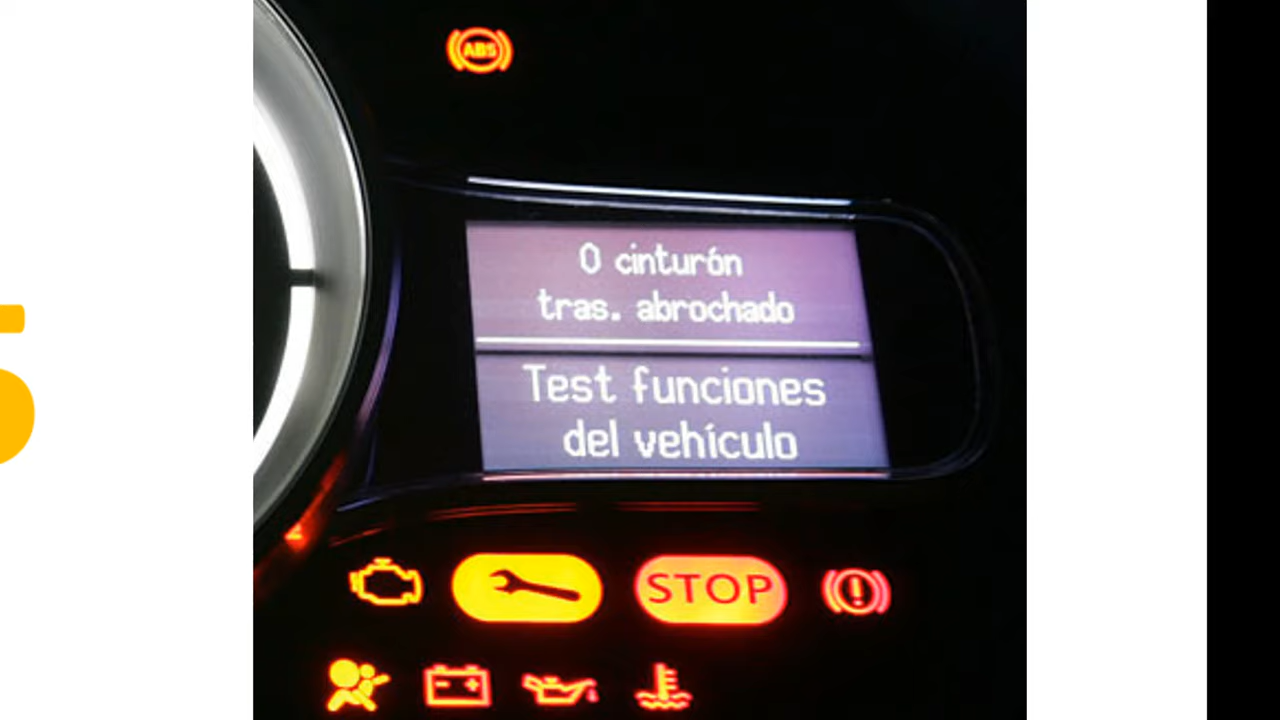 ABS
0 cinturón
tras. abrochado
Test funciones
del vehículo
STOP